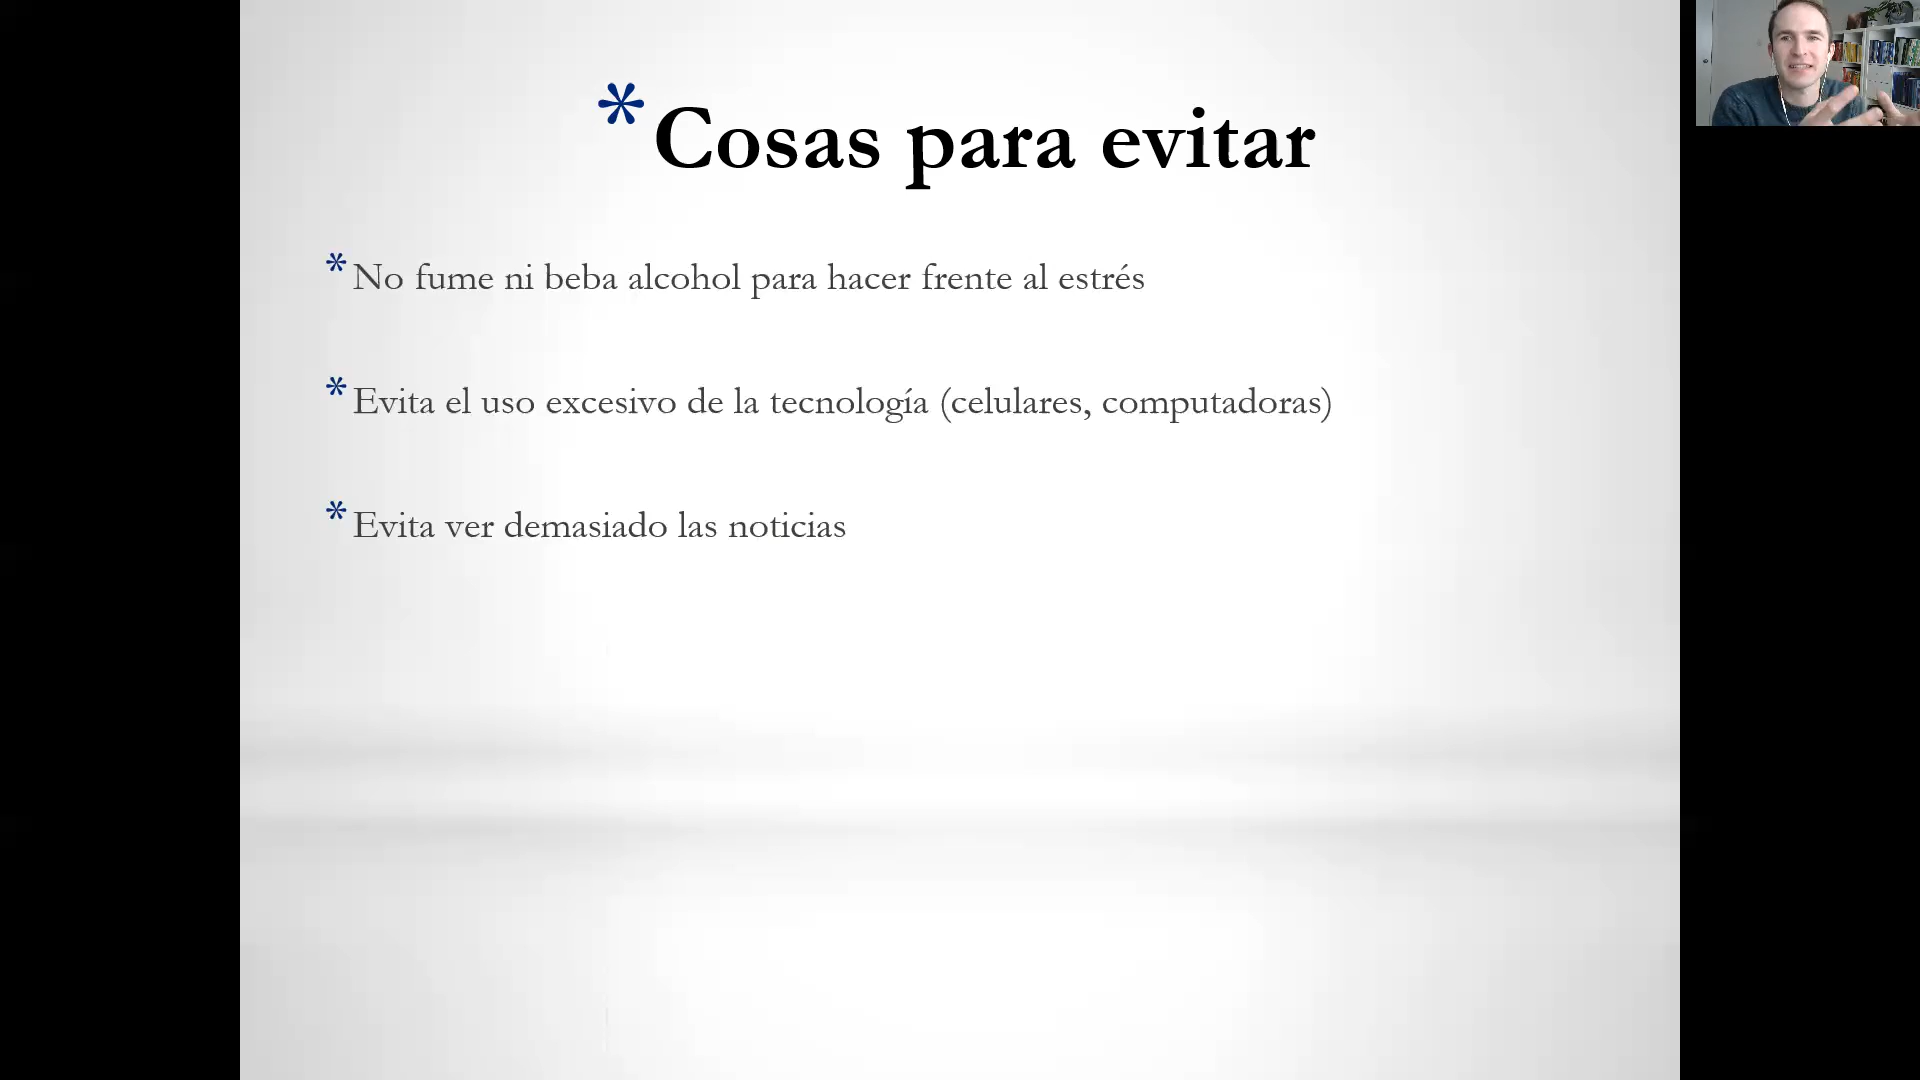 * Cosas para evitar
* No fume ni beba alcohol para hacer frente al estrés
* Evita el uso excesivo de la tecnología (celulares, computadoras)
* Evita ver demasiado las noticias